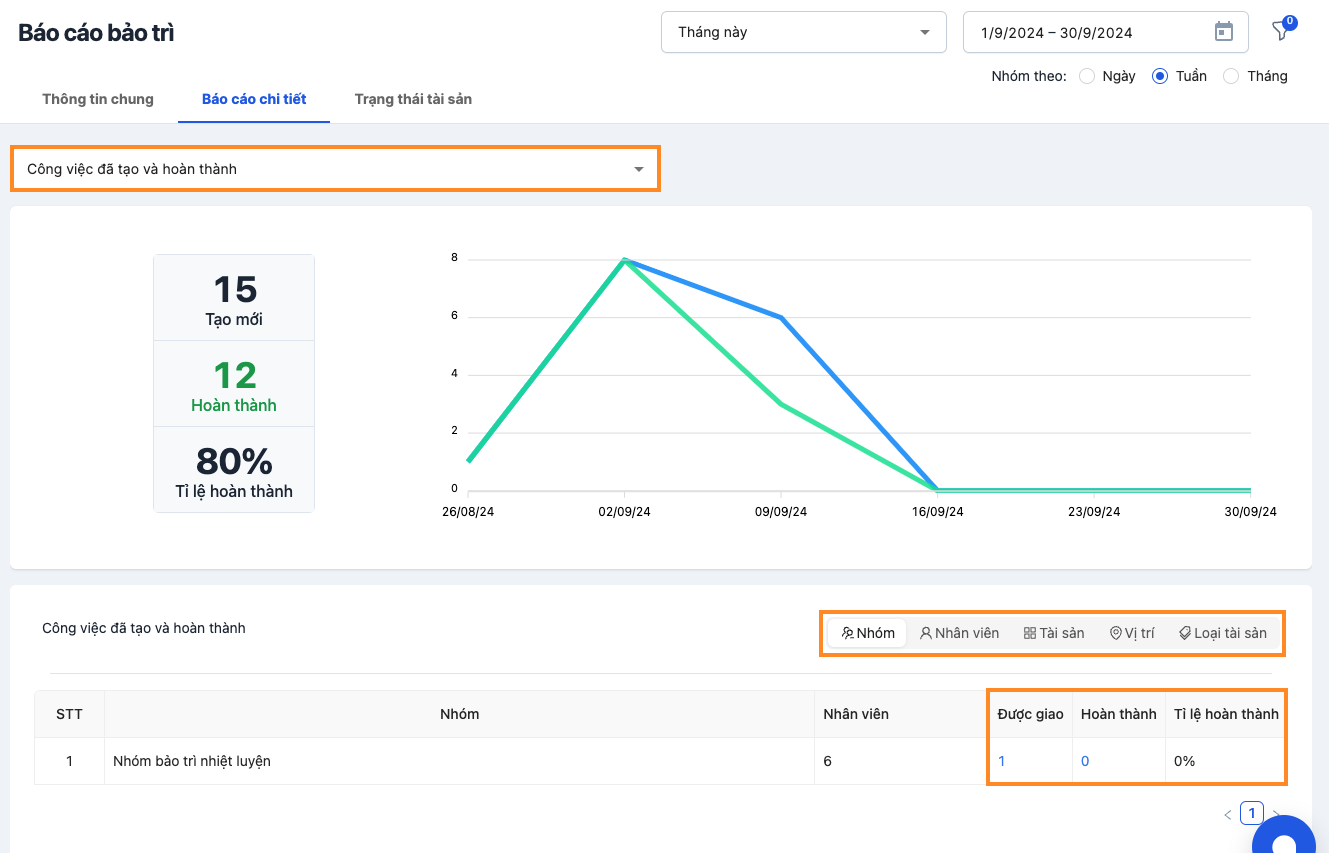 Báo cáo bảo trì
Tháng này
1/9/2024 – 30/9/2024
0
Nhóm theo: Ngày Tuần Tháng
Thông tin chung Báo cáo chi tiết Trạng thái tài sản
Công việc đã tạo và hoàn thành
15
Tạo mới
12
Hoàn thành
80%
Tỉ lệ hoàn thành
8
6
4
2
0
26/08/24 02/09/24 09/09/24 16/09/24 23/09/24 30/09/24
Công việc đã tạo và hoàn thành
Nhóm Nhân viên Tài sản Vị trí Loại tài sản
STT Nhóm Nhân viên Được giao Hoàn thành Tỉ lệ hoàn thành
1 Nhóm bảo trì nhiệt luyện 6 1 0 0%
1